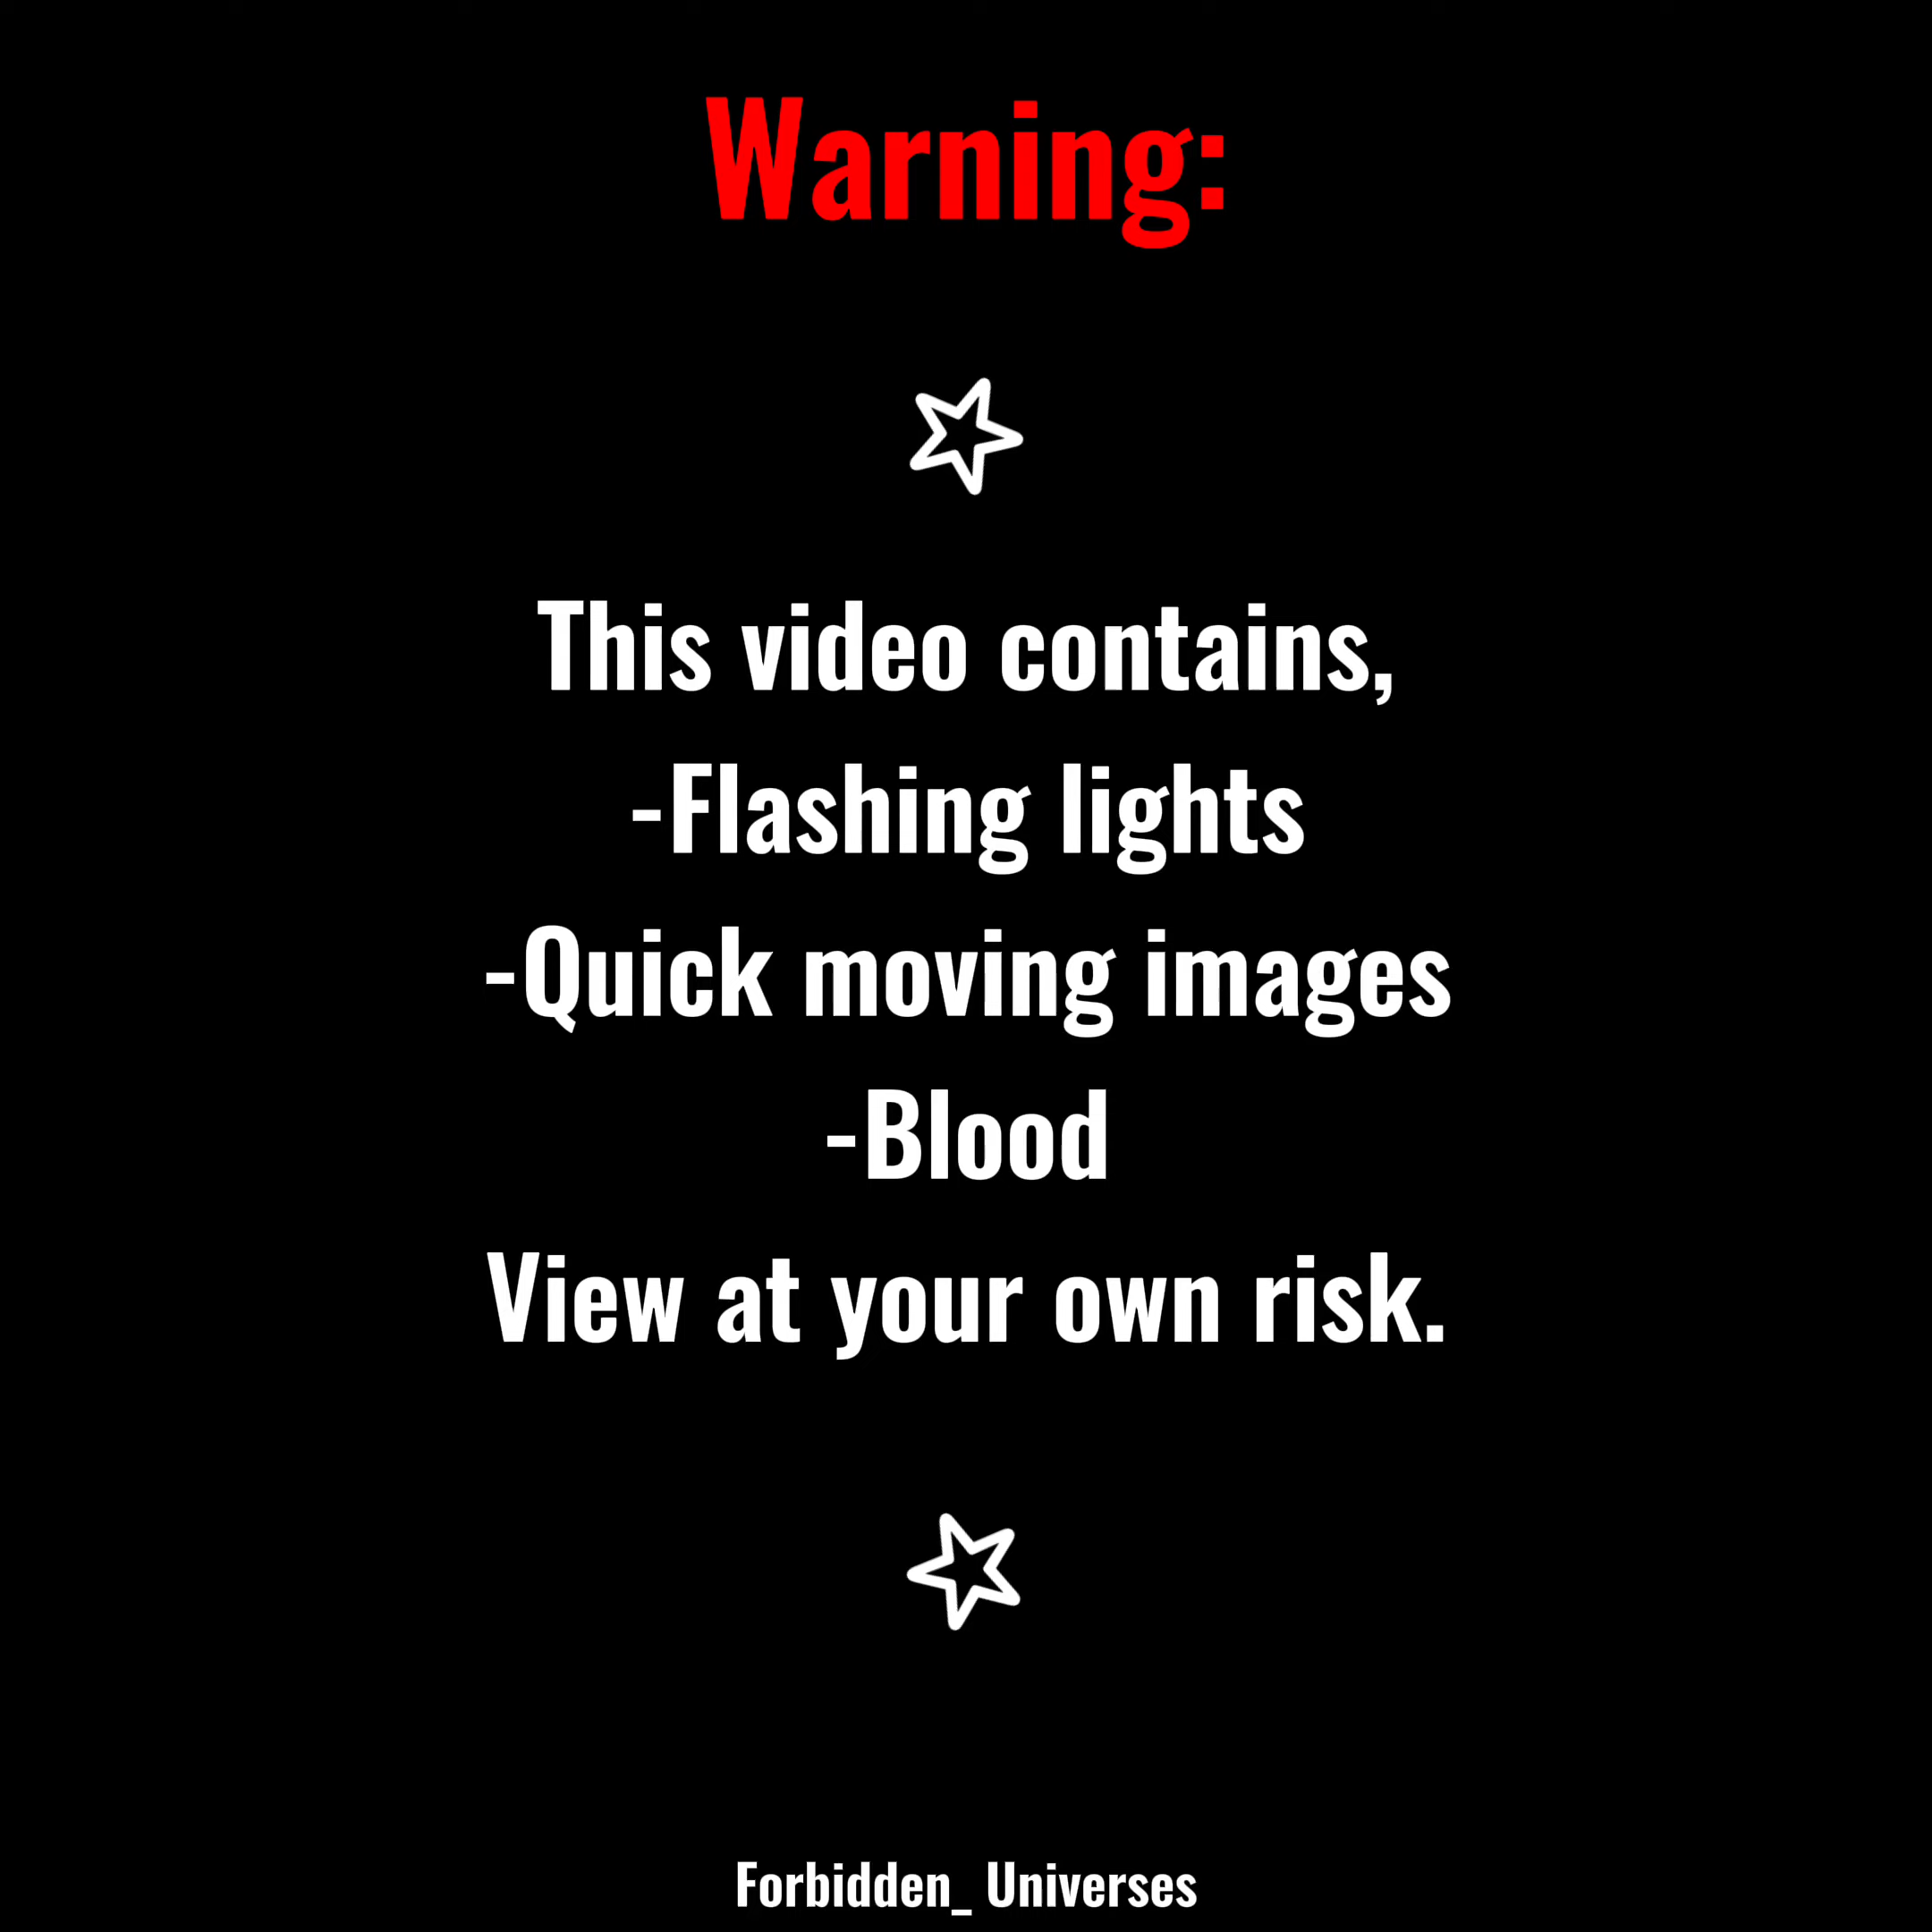 Warning:
This video contains,
-Flashing lights
-Quick moving images
-Blood
View at your own risk.
Forbidden_ Universes